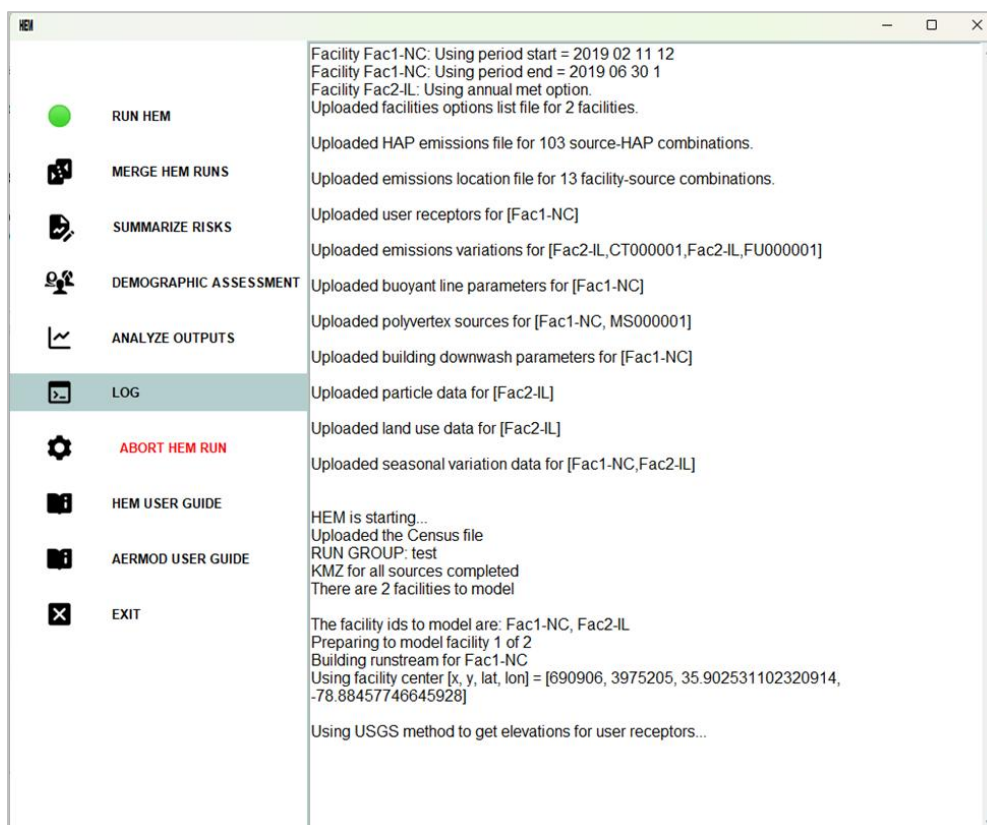 HEM
RUN HEM
MERGE HEM RUNS
SUMMARIZE RISKS
DEMOGRAPHIC ASSESSMENT
ANALYZE OUTPUTS
LOG
ABORT HEM RUN
HEM USER GUIDE
AERMOD USER GUIDE
EXIT
Facility Fac1-NC: Using period start = 2019 02 11 12
Facility Fac1-NC: Using period end = 2019 06 30 1
Facility Fac2-IL: Using annual met option.
Uploaded facilities options list file for 2 facilities.
Uploaded HAP emissions file for 103 source-HAP combinations.
Uploaded emissions location file for 13 facility-source combinations.
Uploaded user receptors for [Fac1-NC]
Uploaded emissions variations for [Fac2-IL,CT000001,Fac2-IL,FU000001]
Uploaded buoyant line parameters for [Fac1-NC]
Uploaded polyvertex sources for [Fac1-NC, MS000001]
Uploaded building downwash parameters for [Fac1-NC]
Uploaded particle data for [Fac2-IL]
Uploaded land use data for [Fac2-IL]
Uploaded seasonal variation data for [Fac1-NC,Fac2-IL]
HEM is starting...
Uploaded the Census file
RUN GROUP: test
KMZ for all sources completed
There are 2 facilities to model
The facility ids to model are: Fac1-NC, Fac2-IL
Preparing to model facility 1 of 2
Building runstream for Fac1-NC
Using facility center [x, y, lat, lon] = [690906, 3975205, 35.902531102320914,
-78.88457746645928]
Using USGS method to get elevations for user receptors...